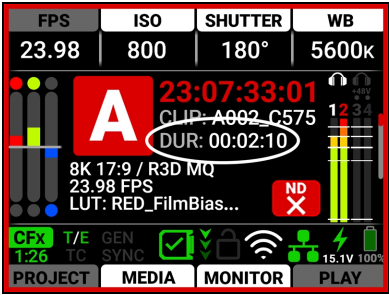 FPS ISO SHUTTER WB
23.98 800 180° 5600K
23:07:33:01
A
CLIP: A002_C575
DUR: 00:02:10
+48V
1 2 3 4
8K 17:9 / R3D MQ
23.98 FPS
LUT: RED_FilmBias...
ND
CFx T/E GEN
1:26 TC SYNC 15.1V 100%
PROJECT MEDIA MONITOR PLAY